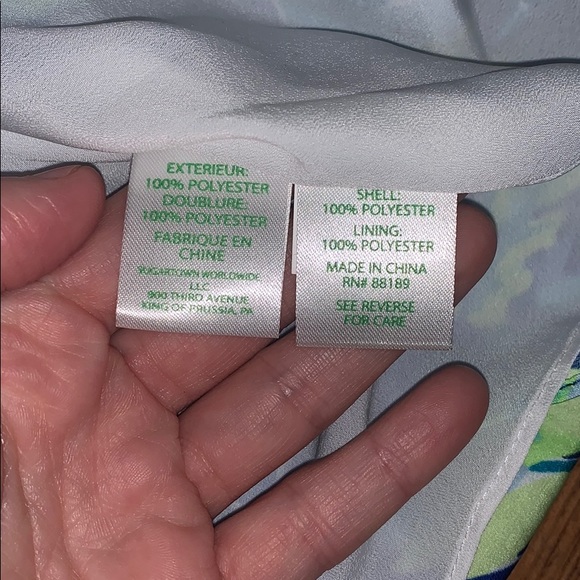 EXTERIEUR:
100% POLYESTER
DOUBLURE:
100% POLYESTER
FABRIQUE EN
CHINE
SUGARTOWN WORLDWIDE
LLC
900 THIRD AVENUE
KING OF PRUSSIA, PA
SHELL:
100% POLYESTER
LINING:
100% POLYESTER
MADE IN CHINA
RN# 88189
SEE REVERSE
FOR CARE